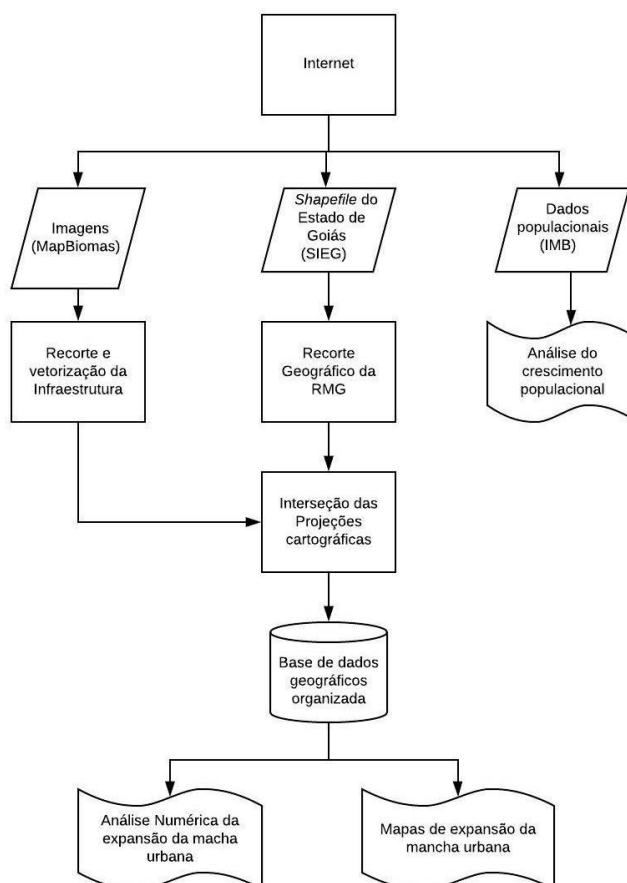 Internet
Imagens
(MapBiomas)
Shapefile do
Estado de
Goiás
(SIEG)
Dados
populacionais
(IMB)
Recorte e
vetorização da
Infraestrutura
Recorte
Geográfico da
RMG
Análise do
crescimento
populacional
Interseção das
Projeções
cartográficas
Base de dados
geográficos
organizada
Análise Numérica da
expansão da macha
urbana
Mapas de expansão da
mancha urbana